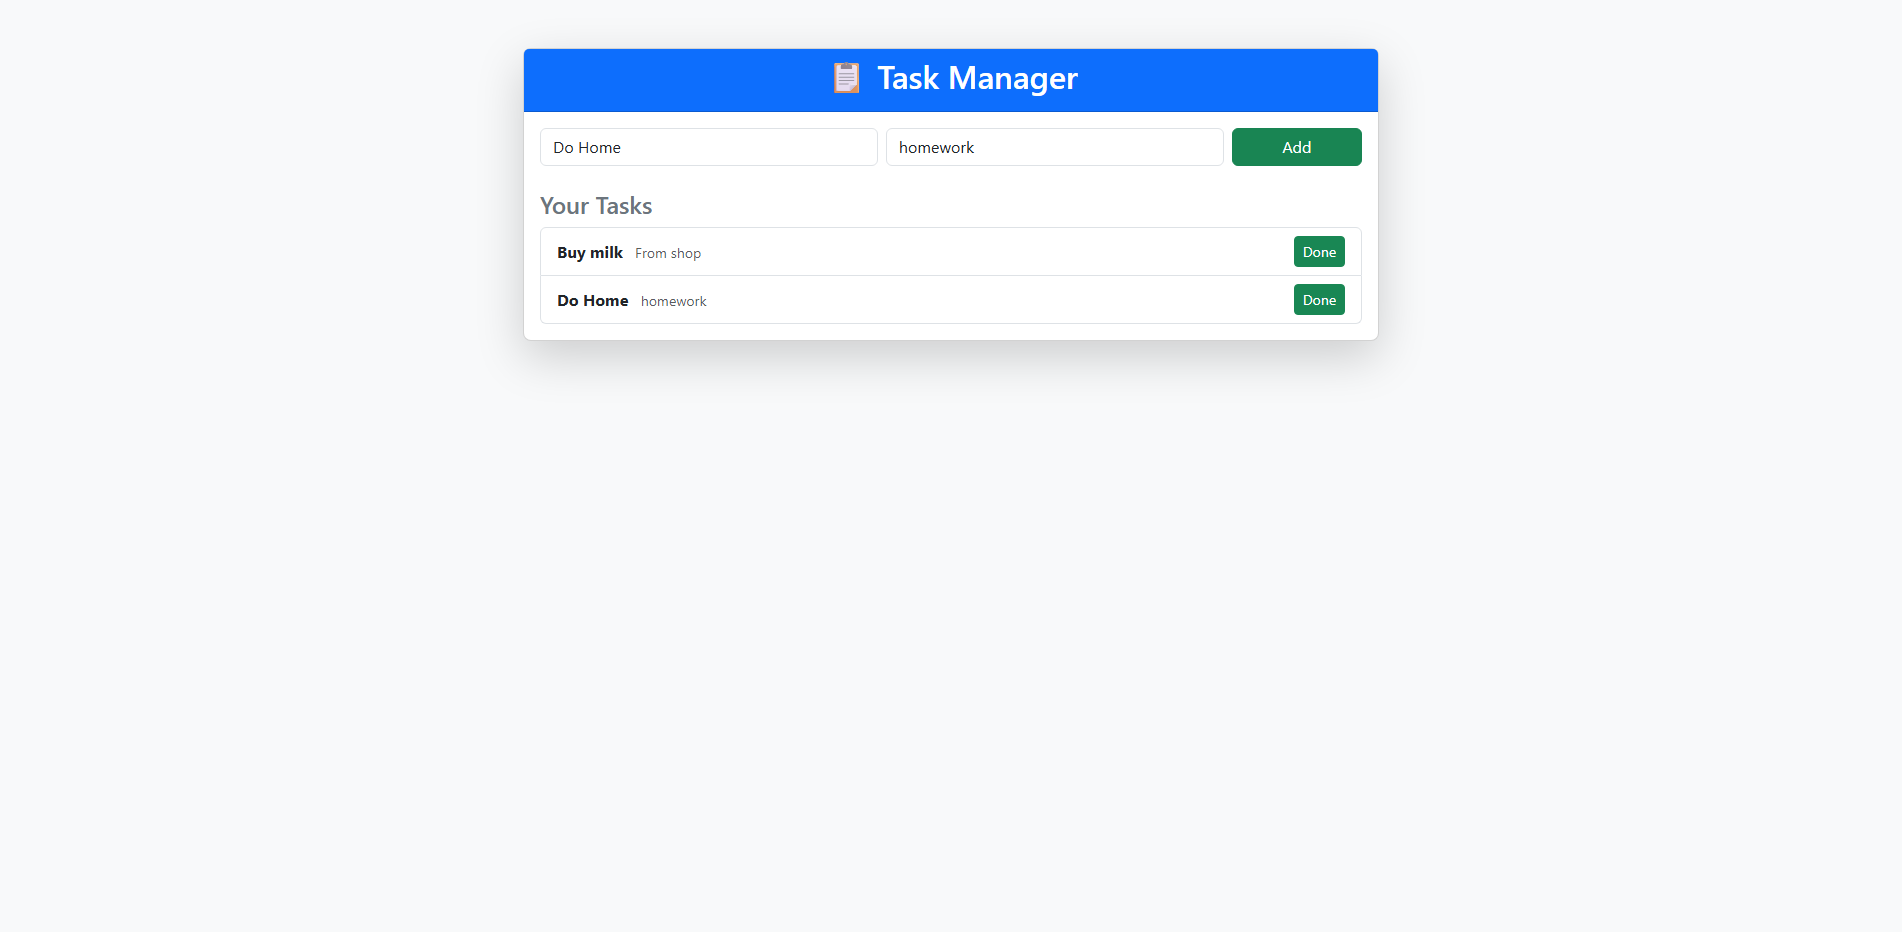 📋 Task Manager
Do Home homework Add
Your Tasks
Buy milk From shop Done
Do Home homework Done